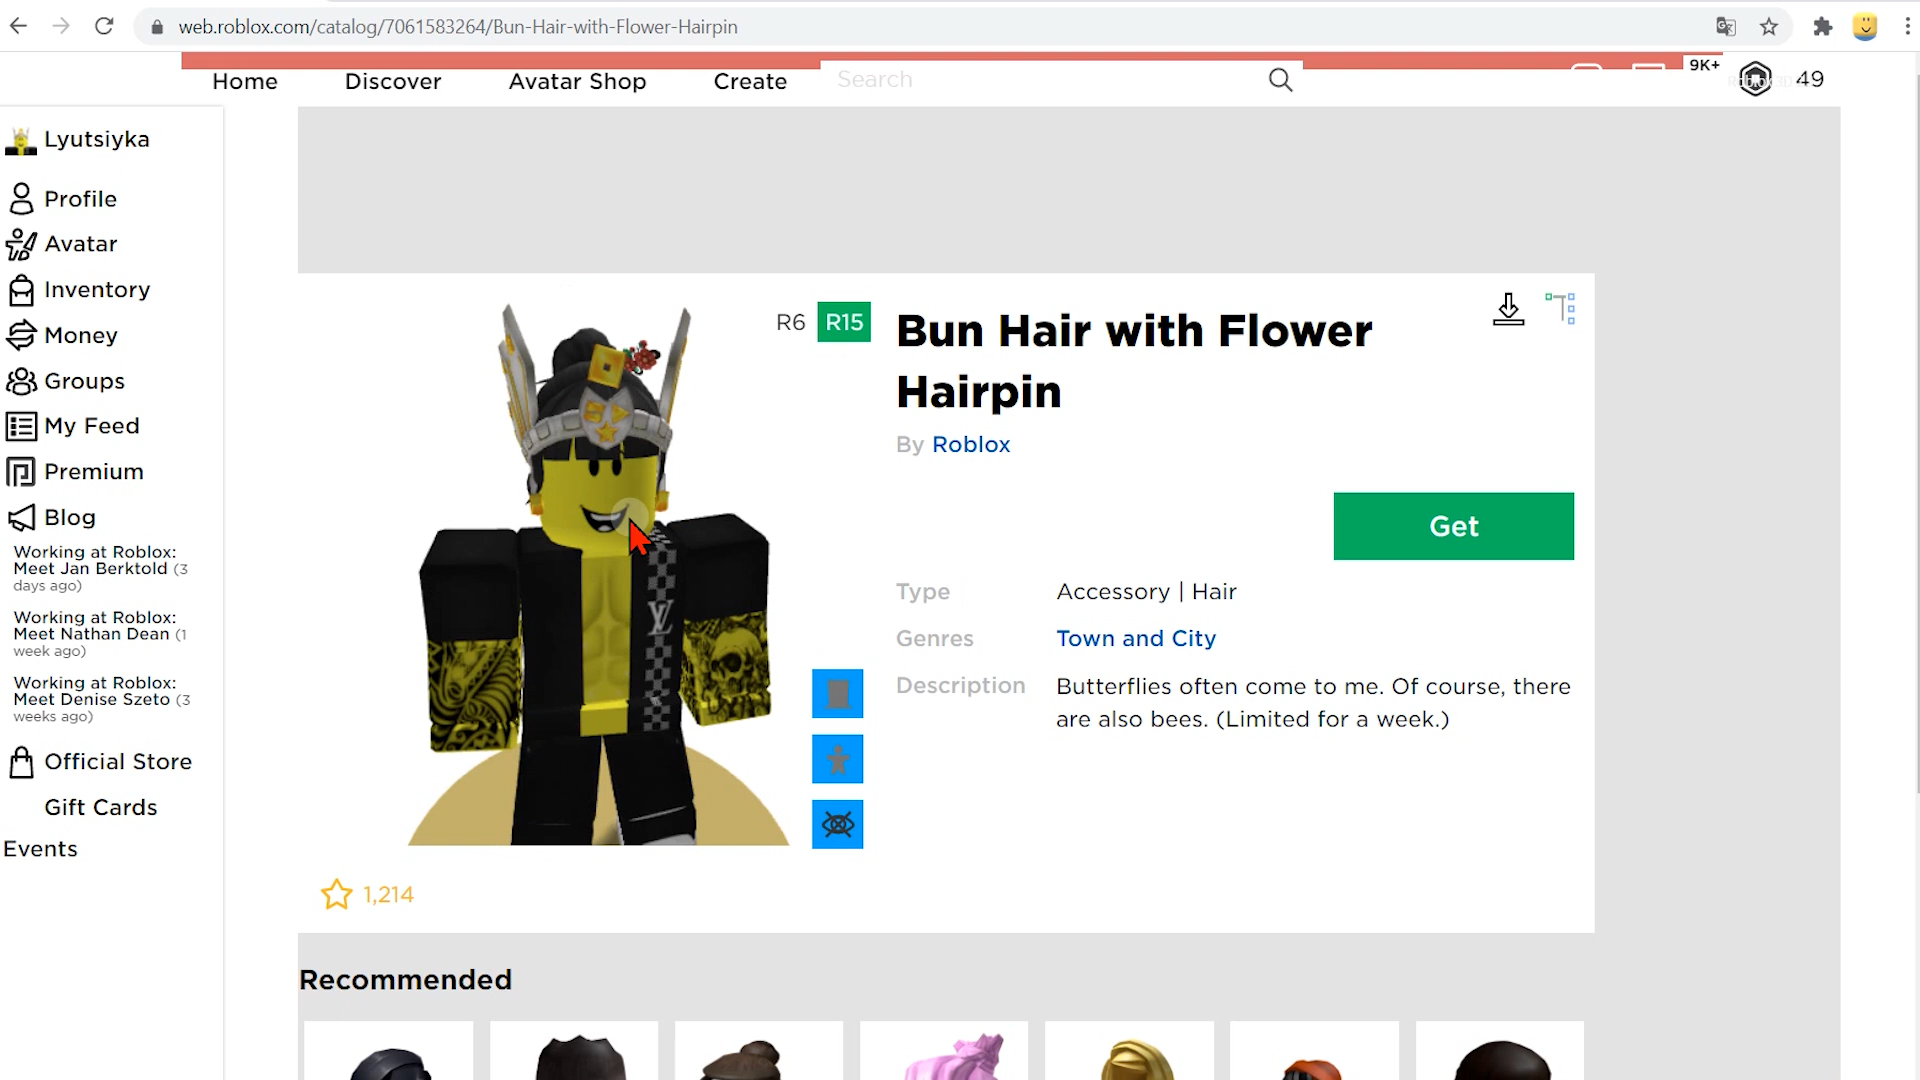 web.roblox.com/catalog/7061583264/Bun-Hair-with-Flower-Hairpin
Home Discover Avatar Shop Create Search 9K+ 49
Lyutsiyka
Profile
Avatar
Inventory
Money
Groups
My Feed
Premium
Blog
Working at Roblox:
Meet Jan Berktold (3
days ago)
Working at Roblox:
Meet Nathan Dean (1
week ago)
Working at Roblox:
Meet Denise Szeto (3
weeks ago)
Official Store
Gift Cards
Events
R6 R15
Bun Hair with Flower
Hairpin
By Roblox
Get
Type Accessory | Hair
Genres Town and City
Description Butterflies often come to me. Of course, there
are also bees. (Limited for a week.)
1,214
Recommended